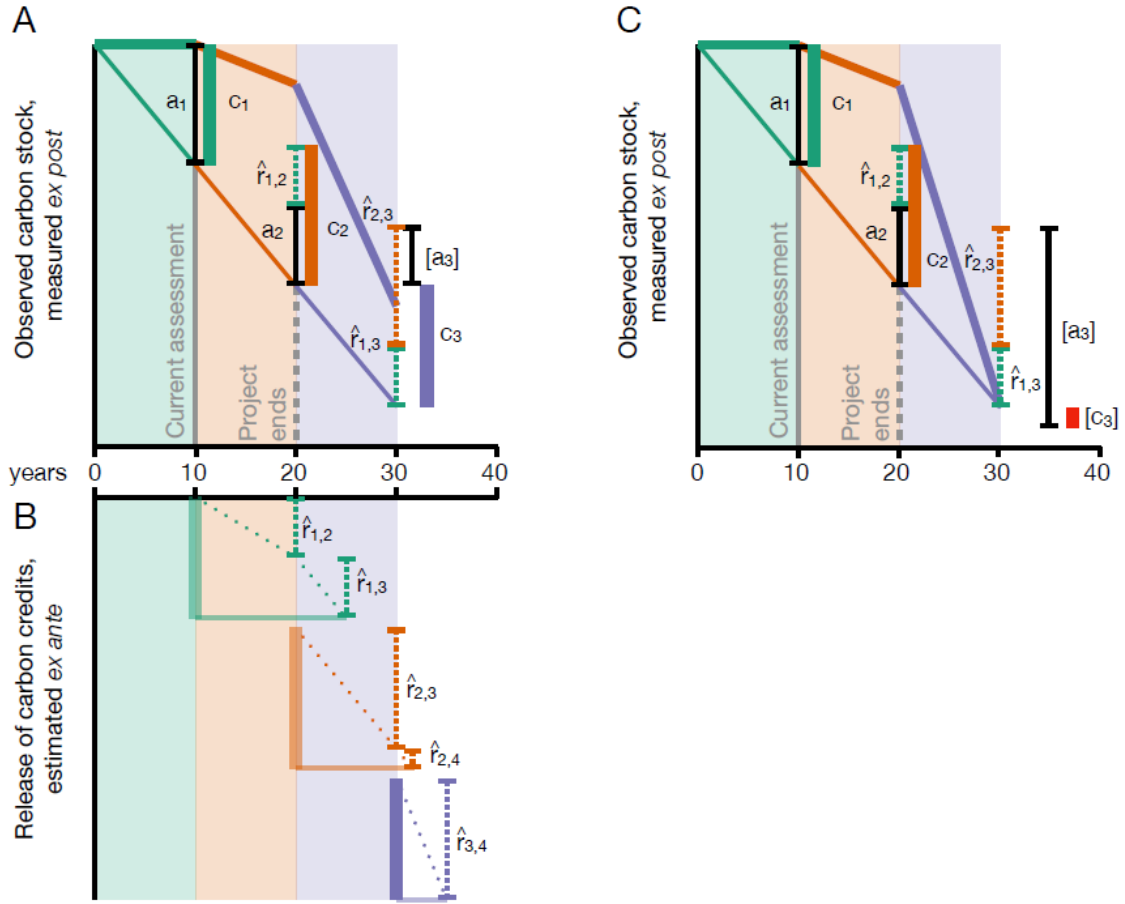 A
Observed carbon stock,
measured ex post
a1
c1
r̂1,2
a2
c2
r̂2,3
[a3]
c3
r̂1,3
Current assessment
Project
ends
years
0
10
20
30
40
B
Release of carbon credits,
estimated ex ante
r̂1,2
r̂1,3
r̂2,3
r̂2,4
r̂3,4
C
Observed carbon stock,
measured ex post
a1
c1
r̂1,2
a2
c2
r̂2,3
[a3]
r̂1,3
[c3]
Current assessment
Project
ends
0
10
20
30
40